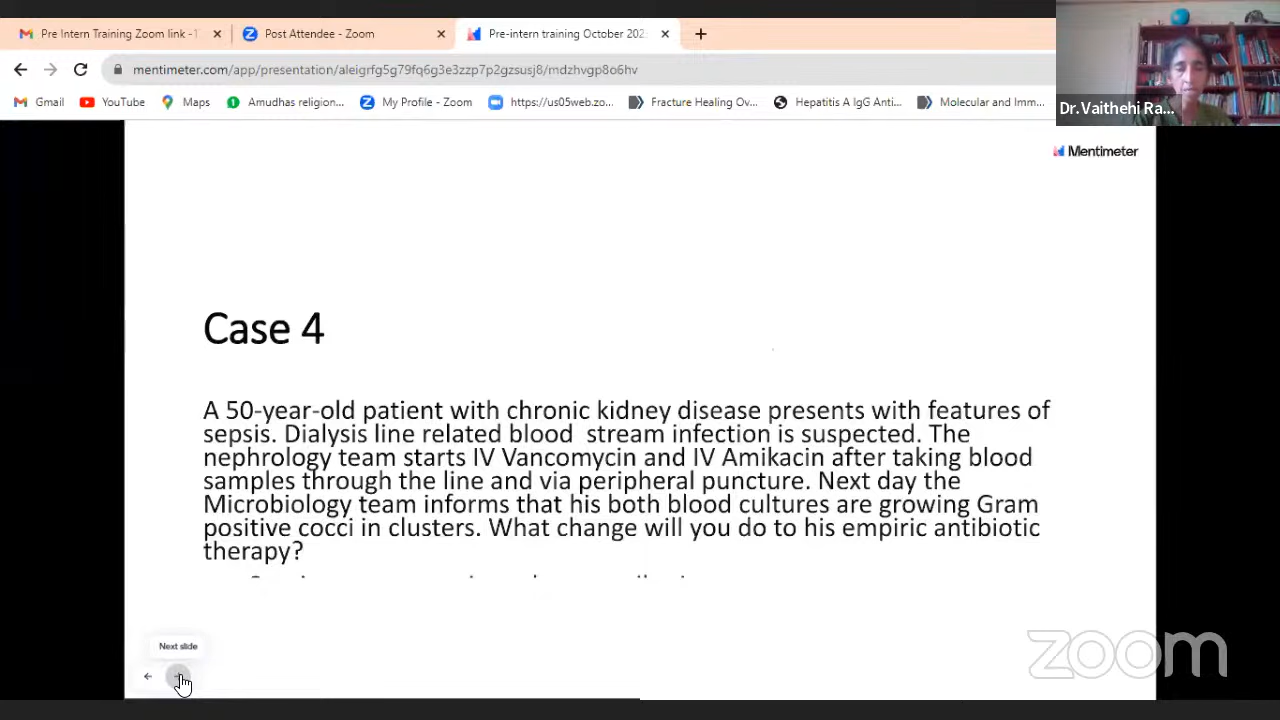 Pre Intern Training Zoom link - 1
Post Attendee - Zoom
Pre-intern training October 202
mentimeter.com/app/presentation/aleigrfg5g79fq6g3e3zzp7p2gzsusj8/mdzhvgp8o6hv
Gmail
YouTube
Maps
Amudhas religion...
My Profile - Zoom
https://us05web.zo...
Fracture Healing Ov...
Hepatitis A IgG Anti...
Molecular and Imm...
Dr.Vaithehi Ra...
Mentimeter
Case 4
A 50-year-old patient with chronic kidney disease presents with features of
sepsis. Dialysis line related blood stream infection is suspected. The
nephrology team starts IV Vancomycin and IV Amikacin after taking blood
samples through the line and via peripheral puncture. Next day the
Microbiology team informs that his both blood cultures are growing Gram
positive cocci in clusters. What change will you do to his empiric antibiotic
therapy?
Next slide
zoom